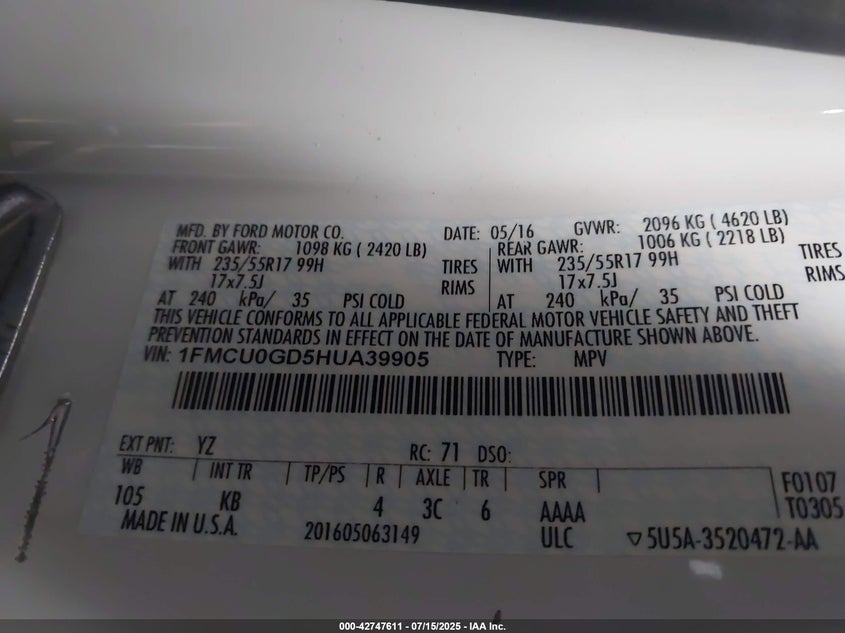 MFD. BY FORD MOTOR CO. DATE: 05/16 GVWR: 2096 KG ( 4620 LB)
FRONT GAWR: 1098 KG ( 2420 LB) REAR GAWR: 1006 KG ( 2218 LB)
WITH 235/55R17 99H TIRES WITH 235/55R17 99H TIRES
17x7.5J RIMS 17x7.5J RIMS
AT 240 kPa/ 35 PSI COLD AT 240 kPa/ 35 PSI COLD
THIS VEHICLE CONFORMS TO ALL APPLICABLE FEDERAL MOTOR VEHICLE SAFETY AND THEFT
PREVENTION STANDARDS IN EFFECT ON THE DATE OF MANUFACTURE SHOWN ABOVE.
VIN: 1FMCU0GD5HUA39905 TYPE: MPV
EXT PNT: YZ RC: 71 DSO:
WB INT TR TP/PS R AXLE TR SPR F0107
105 KB 4 3C 6 AAAA T0305
MADE IN U.S.A. 201605063149 ULC ▽5U5A-3520472-AA
000-42747611 - 07/15/2025 - IAA Inc.